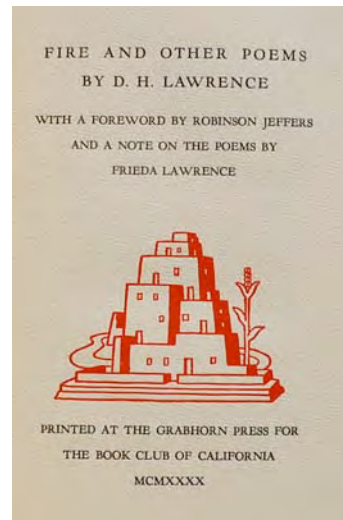 FIRE AND OTHER POEMS
BY D. H. LAWRENCE
WITH A FOREWORD BY ROBINSON JEFFERS
AND A NOTE ON THE POEMS BY
FRIEDA LAWRENCE
PRINTED AT THE GRABHORN PRESS FOR
THE BOOK CLUB OF CALIFORNIA
MCMXXXX